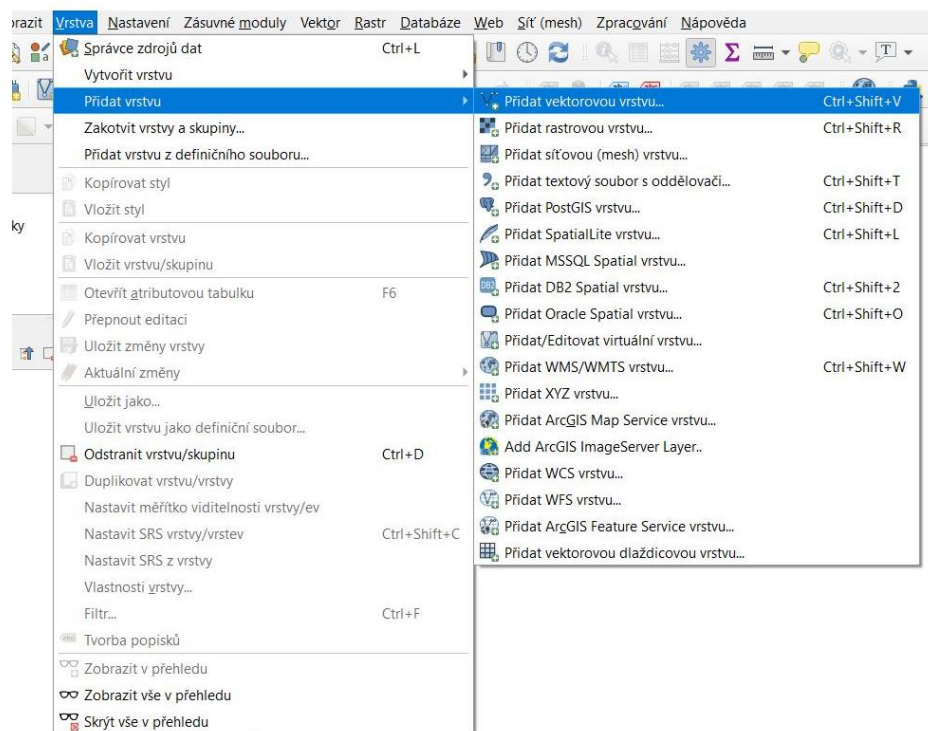 orazit Vrstva Nastavení Zásuvné moduly Vektor Rastr Databáze Web Síť (mesh) Zpracování Nápověda
Správce zdrojů dat Ctrl+L
Vytvořit vrstvu
Přidat vrstvu
Zakotvit vrstvy a skupiny...
Přidat vrstvu z definičního souboru...
Kopírovat styl
Vložit styl
ky
Kopírovat vrstvu
Vložit vrstvu/skupinu
Otevřít atributovou tabulku F6
Přepnout editaci
Uložit změny vrstvy
Aktuální změny
Uložit jako...
Uložit vrstvu jako definiční soubor...
Odstranit vrstvu/skupinu Ctrl+D
Duplikovat vrstvu/vrstvy
Nastavit měřítko viditelnosti vrstvy/ev
Nastavit SRS vrstvy/vrstev Ctrl+Shift+C
Nastavit SRS z vrstvy
Vlastnosti vrstvy...
Filtr... Ctrl+F
Tvorba popisků
Zobrazit v přehledu
Zobrazit vše v přehledu
Skrýt vše v přehledu
Přidat vektorovou vrstvu... Ctrl+Shift+V
Přidat rastrovou vrstvu... Ctrl+Shift+R
Přidat síťovou (mesh) vrstvu...
Přidat textový soubor s oddělovači... Ctrl+Shift+T
Přidat PostGIS vrstvu... Ctrl+Shift+D
Přidat SpatialLite vrstvu... Ctrl+Shift+L
Přidat MSSQL Spatial vrstvu...
Přidat DB2 Spatial vrstvu... Ctrl+Shift+2
Přidat Oracle Spatial vrstvu... Ctrl+Shift+O
Přidat/Editovat virtuální vrstvu...
Přidat WMS/WMTS vrstvu... Ctrl+Shift+W
Přidat XYZ vrstvu...
Přidat ArcGIS Map Service vrstvu...
Add ArcGIS ImageServer Layer..
Přidat WCS vrstvu...
Přidat WFS vrstvu...
Přidat ArcGIS Feature Service vrstvu...
Přidat vektorovou dlaždicovou vrstvu...